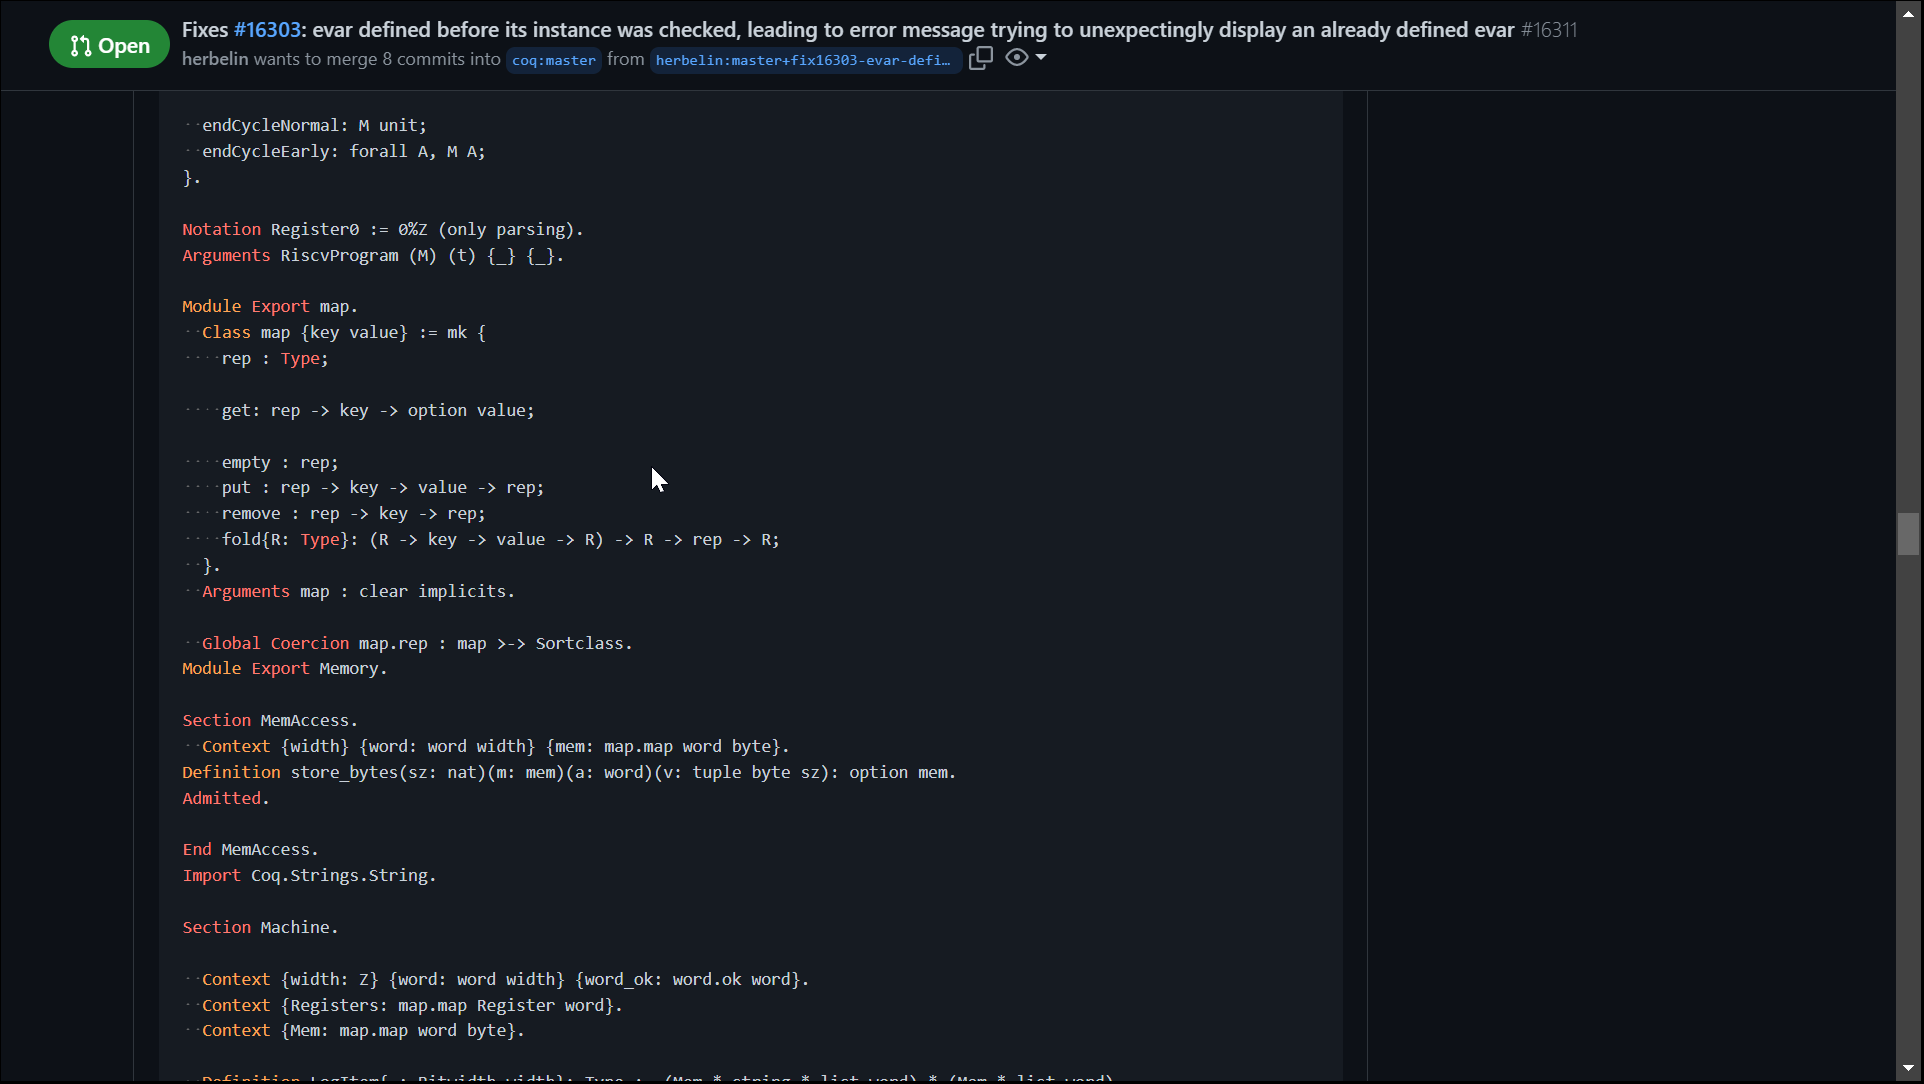 Open
Fixes #16303: evar defined before its instance was checked, leading to error message trying to unexpectingly display an already defined evar #16311
herbelin wants to merge 8 commits into coq:master from herbelin:master+fix16303-evar-defi…
endCycleNormal: M unit;
endCycleEarly: forall A, M A;
}.
Notation Register0 := 0%Z (only parsing).
Arguments RiscvProgram (M) (t) {_} {_}.
Module Export map.
Class map {key value} := mk {
rep : Type;
get: rep -> key -> option value;
empty : rep;
put : rep -> key -> value -> rep;
remove : rep -> key -> rep;
fold{R: Type}: (R -> key -> value -> R) -> R -> rep -> R;
}.
Arguments map : clear implicits.
Global Coercion map.rep : map >-> Sortclass.
Module Export Memory.
Section MemAccess.
Context {width} {word: word width} {mem: map.map word byte}.
Definition store_bytes(sz: nat)(m: mem)(a: word)(v: tuple byte sz): option mem.
Admitted.
End MemAccess.
Import Coq.Strings.String.
Section Machine.
Context {width: Z} {word: word width} {word_ok: word.ok word}.
Context {Registers: map.map Register word}.
Context {Mem: map.map word byte}.